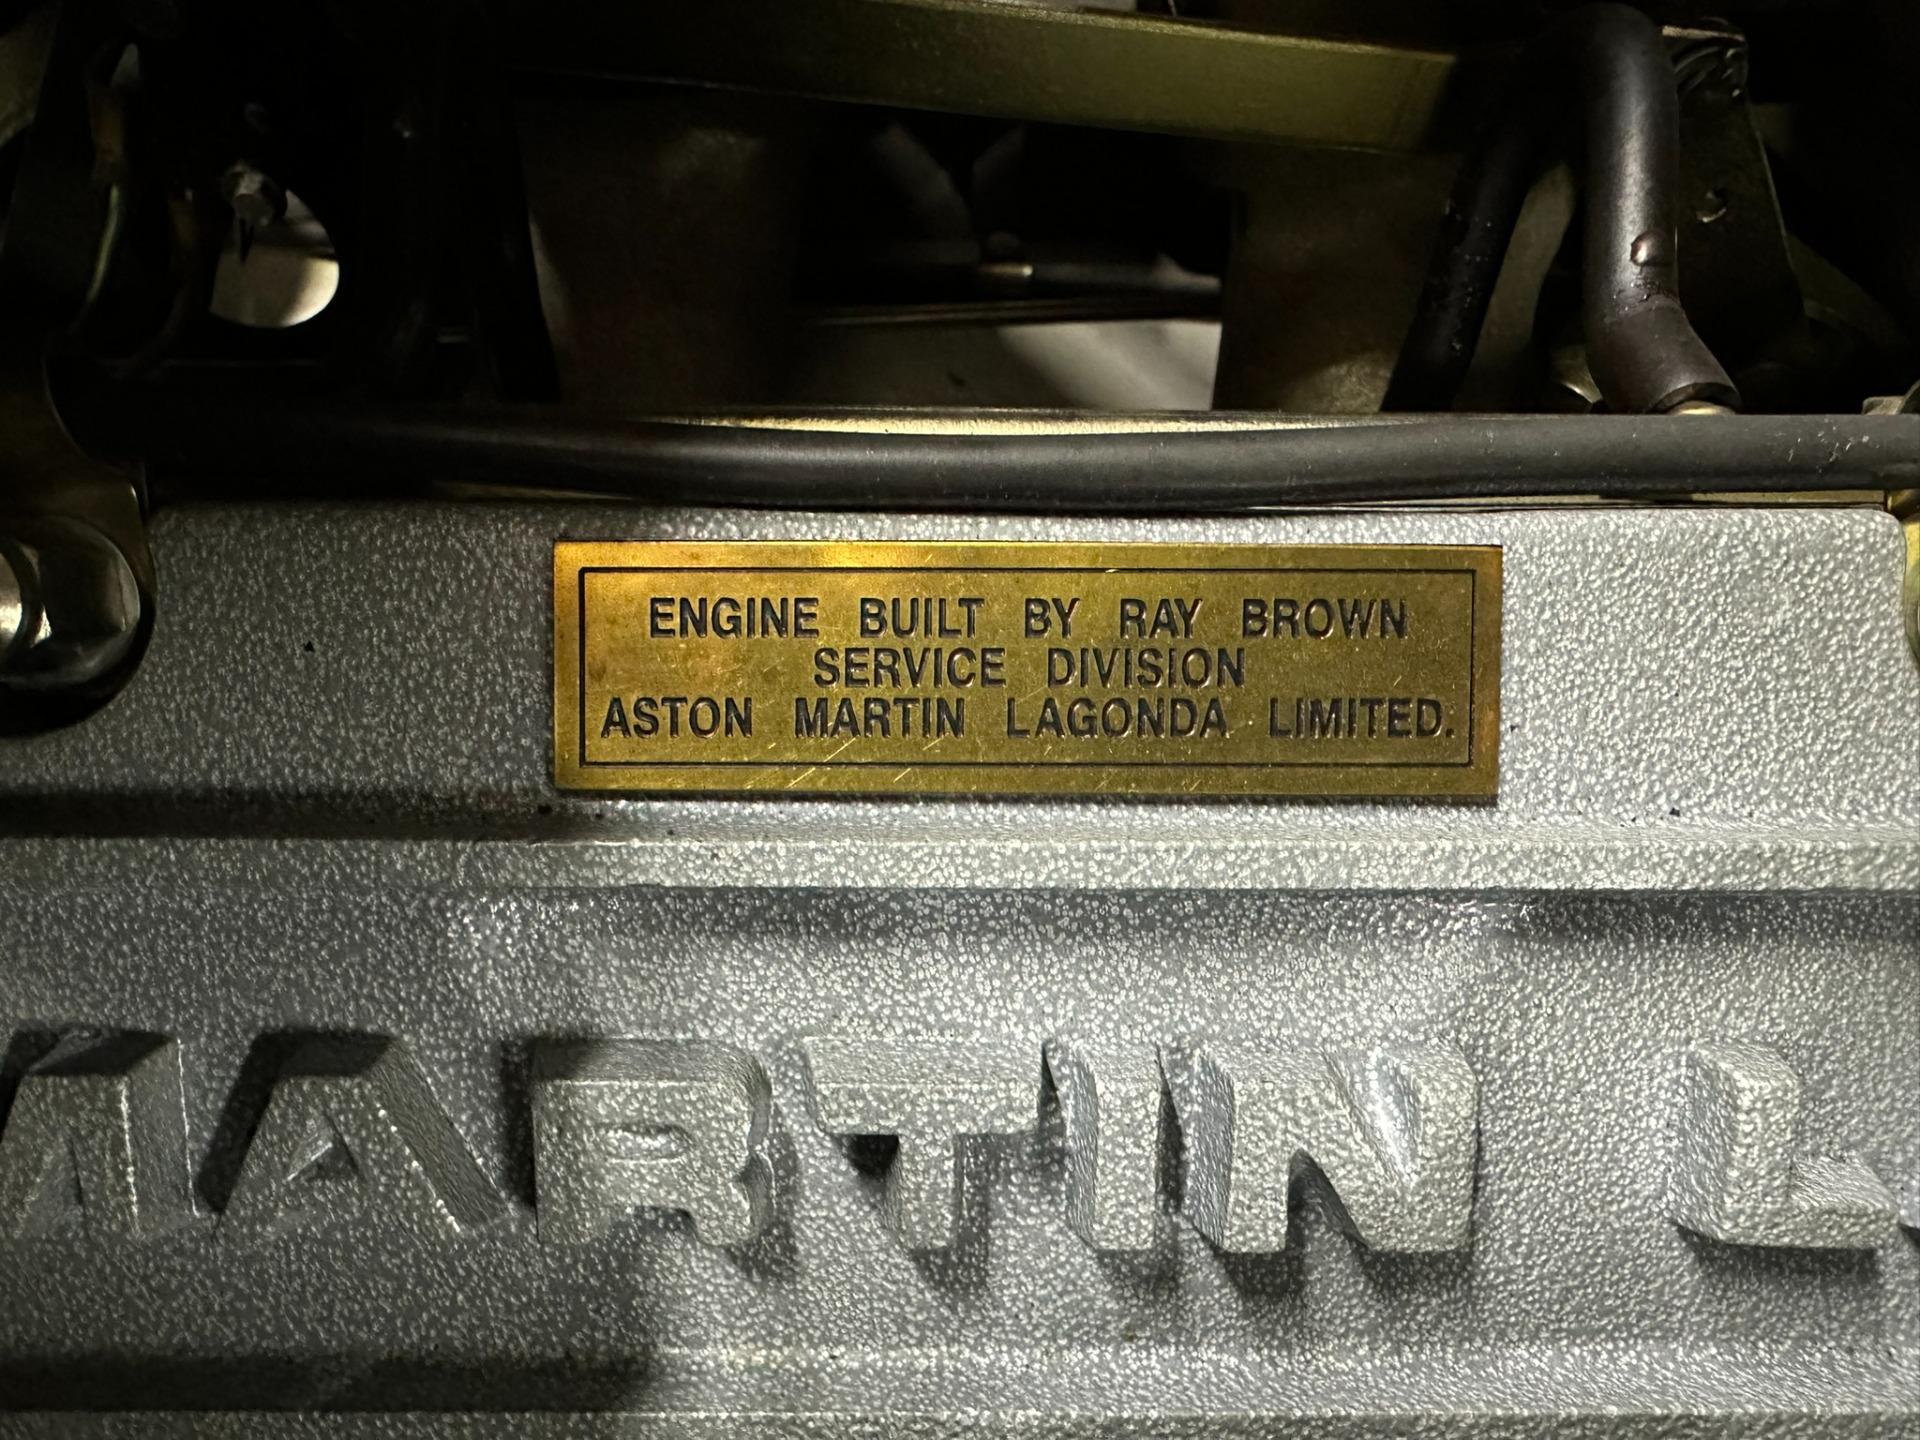 ENGINE BUILT BY RAY BROWN
SERVICE DIVISION
ASTON MARTIN LAGONDA LIMITED.
MARTIN L